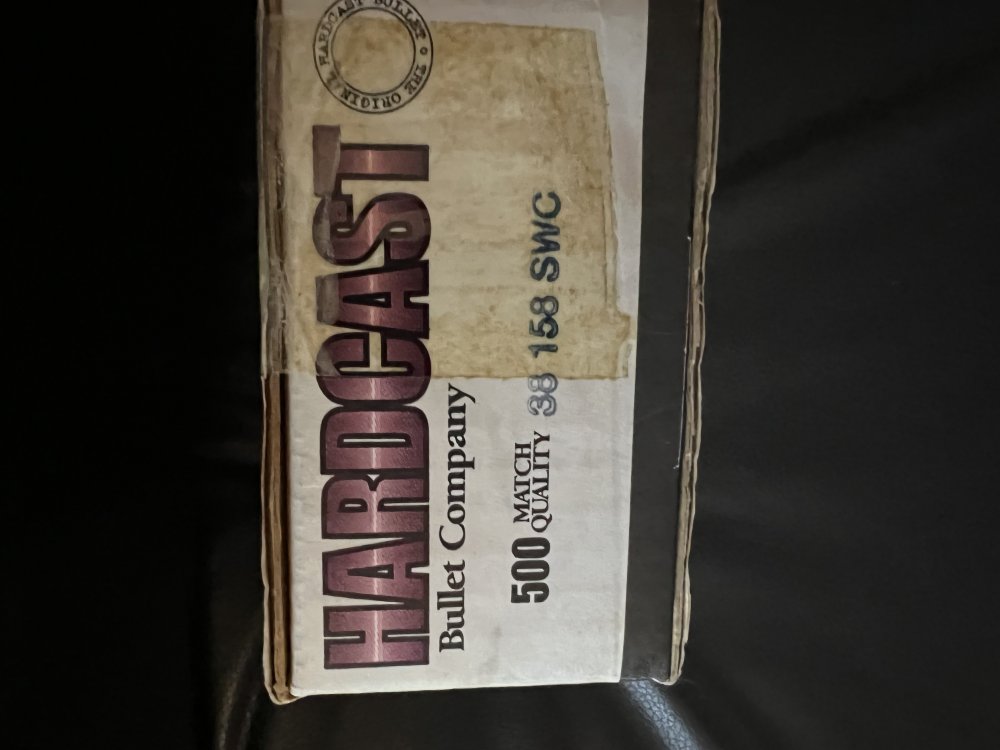 HARDCAST
Bullet Company
THE ORIGINAL HARDCAST BULLET
500 MATCH QUALITY 38 158 SWC